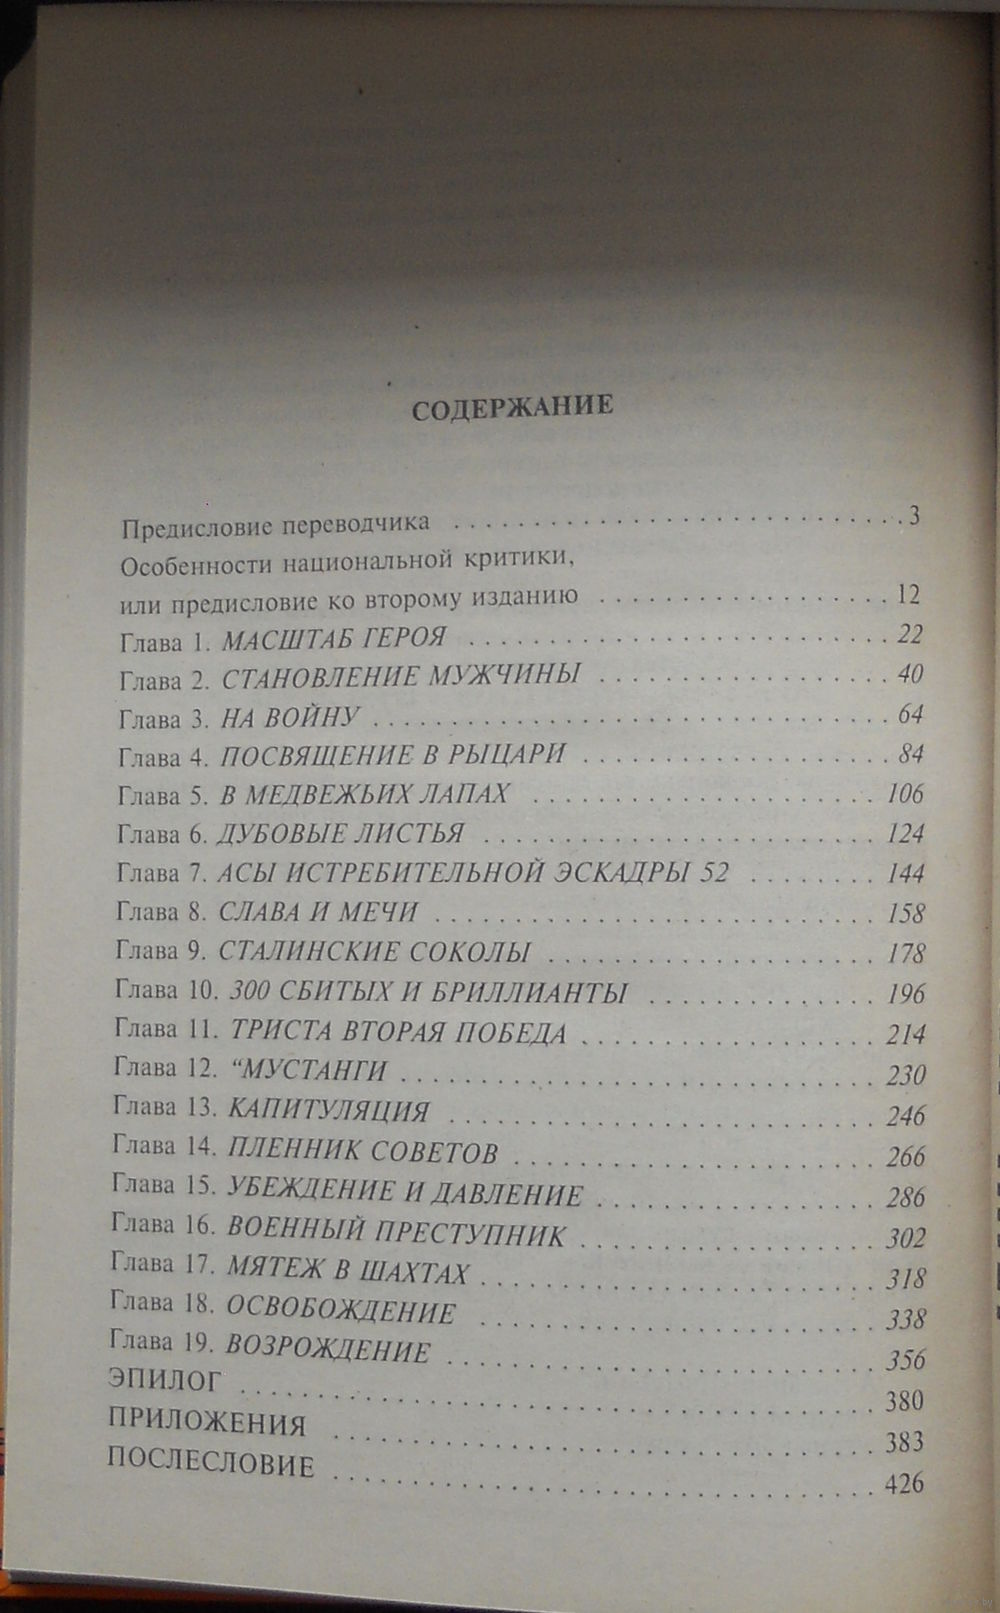 СОДЕРЖАНИЕ
Предисловие переводчика . . . . . . . . . . . . . . . . . . . . . . . . . . . . 3
Особенности национальной критики,
или предисловие ко второму изданию . . . . . . . . . . . . . . . . . . 12
Глава 1. МАСШТАБ ГЕРОЯ . . . . . . . . . . . . . . . . . . . . . . . . . . 22
Глава 2. СТАНОВЛЕНИЕ МУЖЧИНЫ . . . . . . . . . . . . . . . . . . 40
Глава 3. НА ВОЙНУ . . . . . . . . . . . . . . . . . . . . . . . . . . . . . . . . 64
Глава 4. ПОСВЯЩЕНИЕ В РЫЦАРИ . . . . . . . . . . . . . . . . . . . 84
Глава 5. В МЕДВЕЖЬИХ ЛАПАХ . . . . . . . . . . . . . . . . . . . . . 106
Глава 6. ДУБОВЫЕ ЛИСТЬЯ . . . . . . . . . . . . . . . . . . . . . . . . 124
Глава 7. АСЫ ИСТРЕБИТЕЛЬНОЙ ЭСКАДРЫ 52 . . . . . . . . 144
Глава 8. СЛАВА И МЕЧИ . . . . . . . . . . . . . . . . . . . . . . . . . . . 158
Глава 9. СТАЛИНСКИЕ СОКОЛЫ . . . . . . . . . . . . . . . . . . . . 178
Глава 10. 300 СБИТЫХ И БРИЛЛИАНТЫ . . . . . . . . . . . . . . 196
Глава 11. ТРИСТА ВТОРАЯ ПОБЕДА . . . . . . . . . . . . . . . . . . 214
Глава 12. “МУСТАНГИ . . . . . . . . . . . . . . . . . . . . . . . . . . . . . 230
Глава 13. КАПИТУЛЯЦИЯ . . . . . . . . . . . . . . . . . . . . . . . . . . 246
Глава 14. ПЛЕННИК СОВЕТОВ . . . . . . . . . . . . . . . . . . . . . . 266
Глава 15. УБЕЖДЕНИЕ И ДАВЛЕНИЕ . . . . . . . . . . . . . . . . . 286
Глава 16. ВОЕННЫЙ ПРЕСТУПНИК . . . . . . . . . . . . . . . . . . 302
Глава 17. МЯТЕЖ В ШАХТАХ . . . . . . . . . . . . . . . . . . . . . . . . 318
Глава 18. ОСВОБОЖДЕНИЕ . . . . . . . . . . . . . . . . . . . . . . . . 338
Глава 19. ВОЗРОЖДЕНИЕ . . . . . . . . . . . . . . . . . . . . . . . . . . 356
ЭПИЛОГ . . . . . . . . . . . . . . . . . . . . . . . . . . . . . . . . . . . . . . . 380
ПРИЛОЖЕНИЯ . . . . . . . . . . . . . . . . . . . . . . . . . . . . . . . . . 383
ПОСЛЕСЛОВИЕ . . . . . . . . . . . . . . . . . . . . . . . . . . . . . . . . . 426